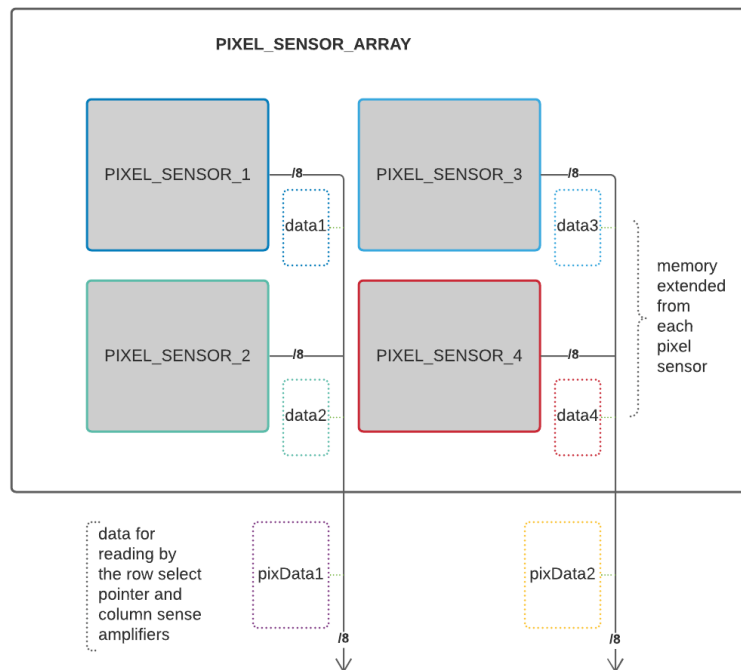 PIXEL_SENSOR_ARRAY
PIXEL_SENSOR_1
/8
PIXEL_SENSOR_3
/8
data1
data3
memory
extended
from
each
pixel
sensor
PIXEL_SENSOR_2
/8
PIXEL_SENSOR_4
/8
data2
data4
data for
reading by
the row select
pointer and
column sense
amplifiers
pixData1
pixData2
/8
/8